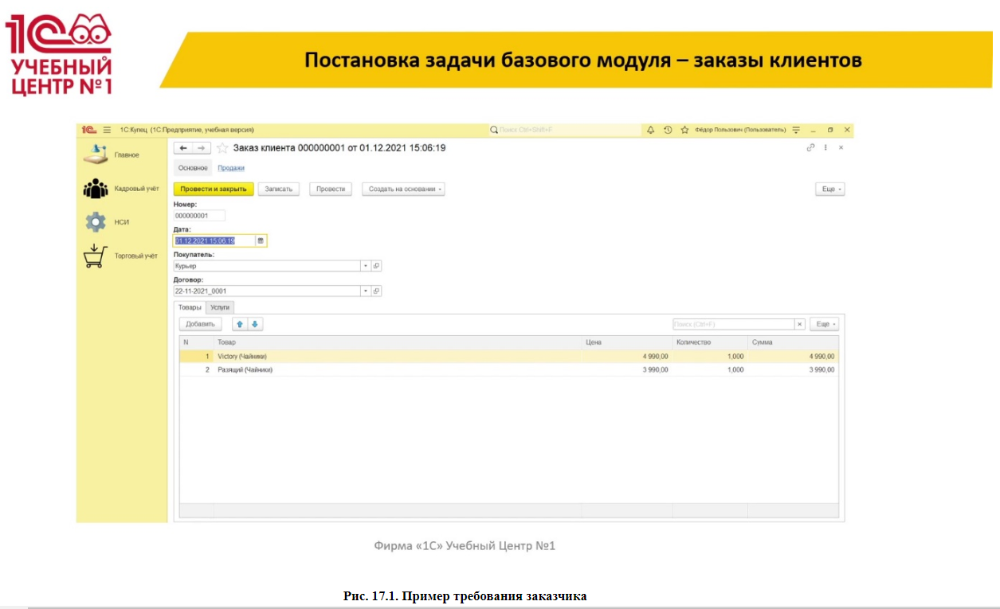 1С
УЧЕБНЫЙ
ЦЕНТР №1
Постановка задачи базового модуля – заказы клиентов
1С:Купец (1С:Предприятие, учебная версия)
Поиск Ctrl+Shift+F
Фёдор Пользович (Пользователь)
Главное
Кадровый учёт
НСИ
Торговый учёт
Заказ клиента 000000001 от 01.12.2021 15:06:19
Основное Продажи
Провести и закрыть Записать Провести Создать на основании Еще
Номер:
000000001
Дата:
01.12.2021 15:06:19
Покупатель:
Курьер
Договор:
22-11-2021_0001
Товары Услуги
Добавить Поиск (Ctrl+F) Еще
N Товар Цена Количество Сумма
1 Victory (Чайники) 4 990,00 1,000 4 990,00
2 Разящий (Чайники) 3 990,00 1,000 3 990,00
Фирма «1С» Учебный Центр №1
Рис. 17.1. Пример требования заказчика